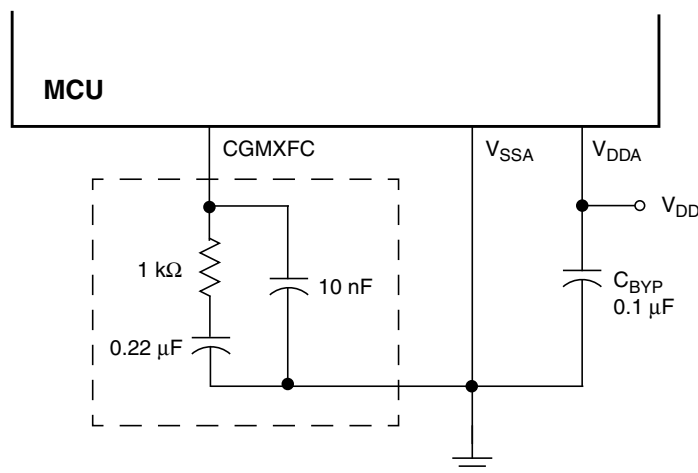 MCU
CGMXFC
V_SSA
V_DDA
V_DD
1 kΩ
10 nF
C_BYP
0.1 µF
0.22 µF